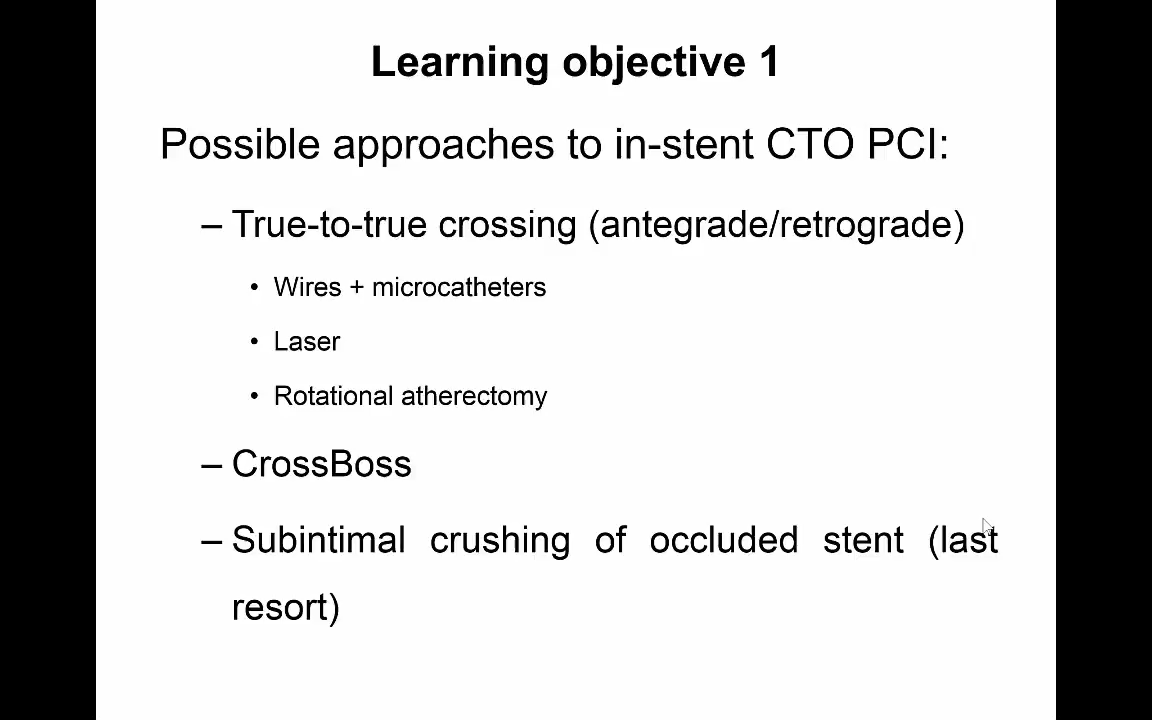 Learning objective 1
Possible approaches to in-stent CTO PCI:
– True-to-true crossing (antegrade/retrograde)
• Wires + microcatheters
• Laser
• Rotational atherectomy
– CrossBoss
– Subintimal crushing of occluded stent (last
resort)